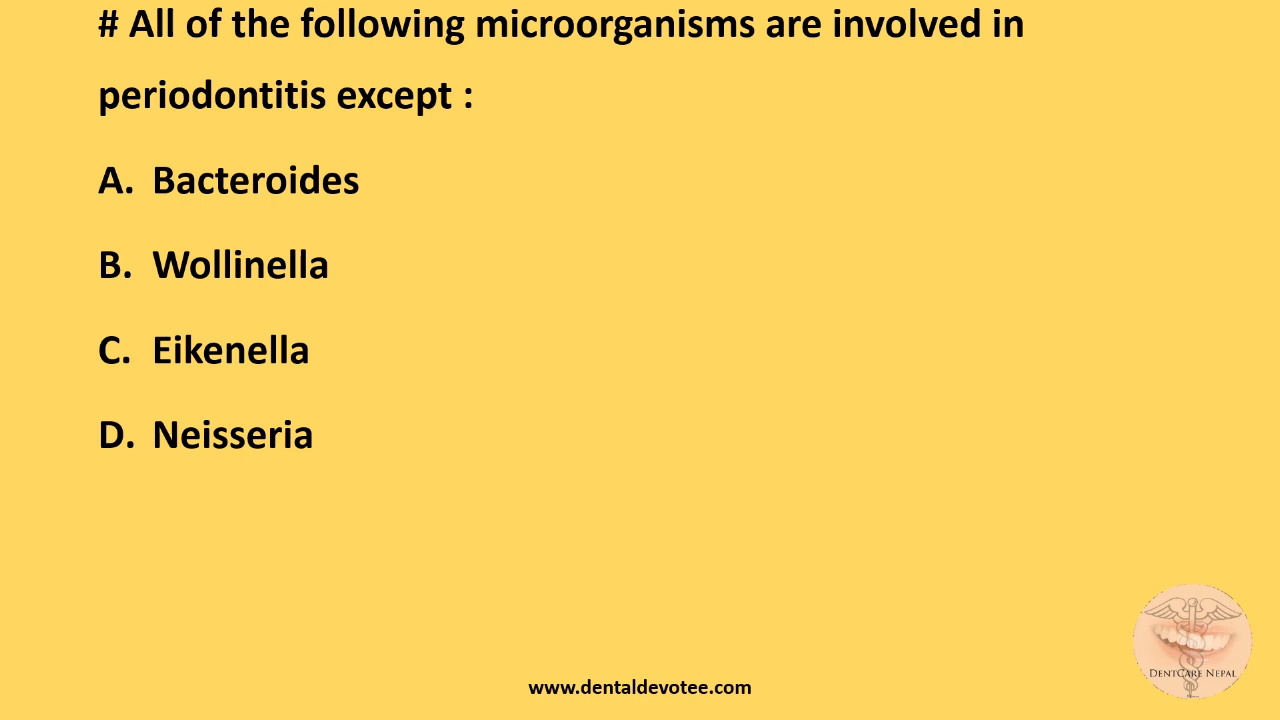 # All of the following microorganisms are involved in
periodontitis except :
A. Bacteroides
B. Wollinella
C. Eikenella
D. Neisseria
DentCare Nepal
www.dentaldevotee.com